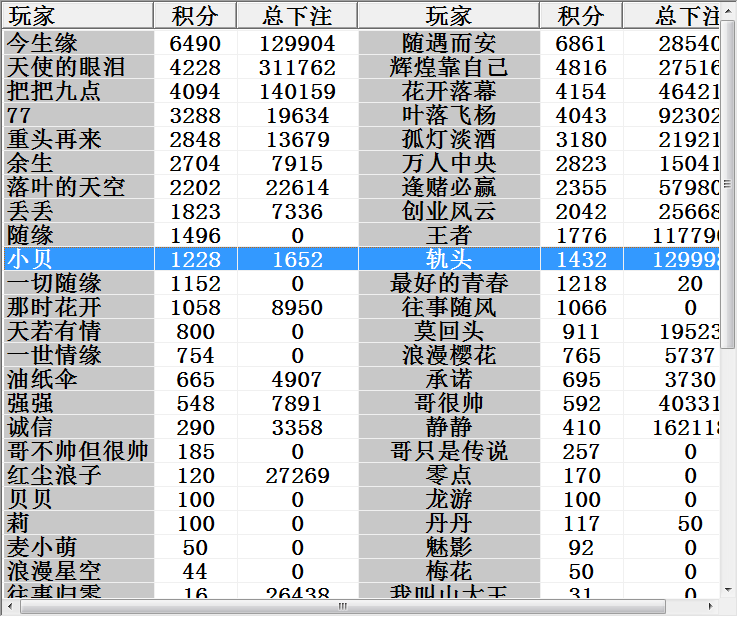 玩家 积分 总下注 玩家 积分 总下注
今生缘 6490 129904 随遇而安 6861 28540
天使的眼泪 4228 311762 辉煌靠自己 4816 27516
把把九点 4094 140159 花开落幕 4154 46421
77 3288 19634 叶落飞杨 4043 92302
重头再来 2848 13679 孤灯淡酒 3180 21921
余生 2704 7915 万人中央 2823 15041
落叶的天空 2202 22614 逢赌必赢 2355 57980
丢丢 1823 7336 创业风云 2042 25668
随缘 1496 0 王者 1776 11779
小贝 1228 1652 轨头 1432 12999
一切随缘 1152 0 最好的青春 1218 20
那时花开 1058 8950 往事随风 1066 0
天若有情 800 0 莫回头 911 19523
一世情缘 754 0 浪漫樱花 765 5737
油纸伞 665 4907 承诺 695 3730
强强 548 7891 哥很帅 592 40331
诚信 290 3358 静静 410 16211
哥不帅但很帅 185 0 哥只是传说 257 0
红尘浪子 120 27269 零点 170 0
贝贝 100 0 龙游 100 0
莉 100 0 丹丹 117 50
麦小萌 50 0 魅影 92 0
浪漫星空 44 0 梅花 50 0
往事归零 16 26438 我叫山大王 31 0